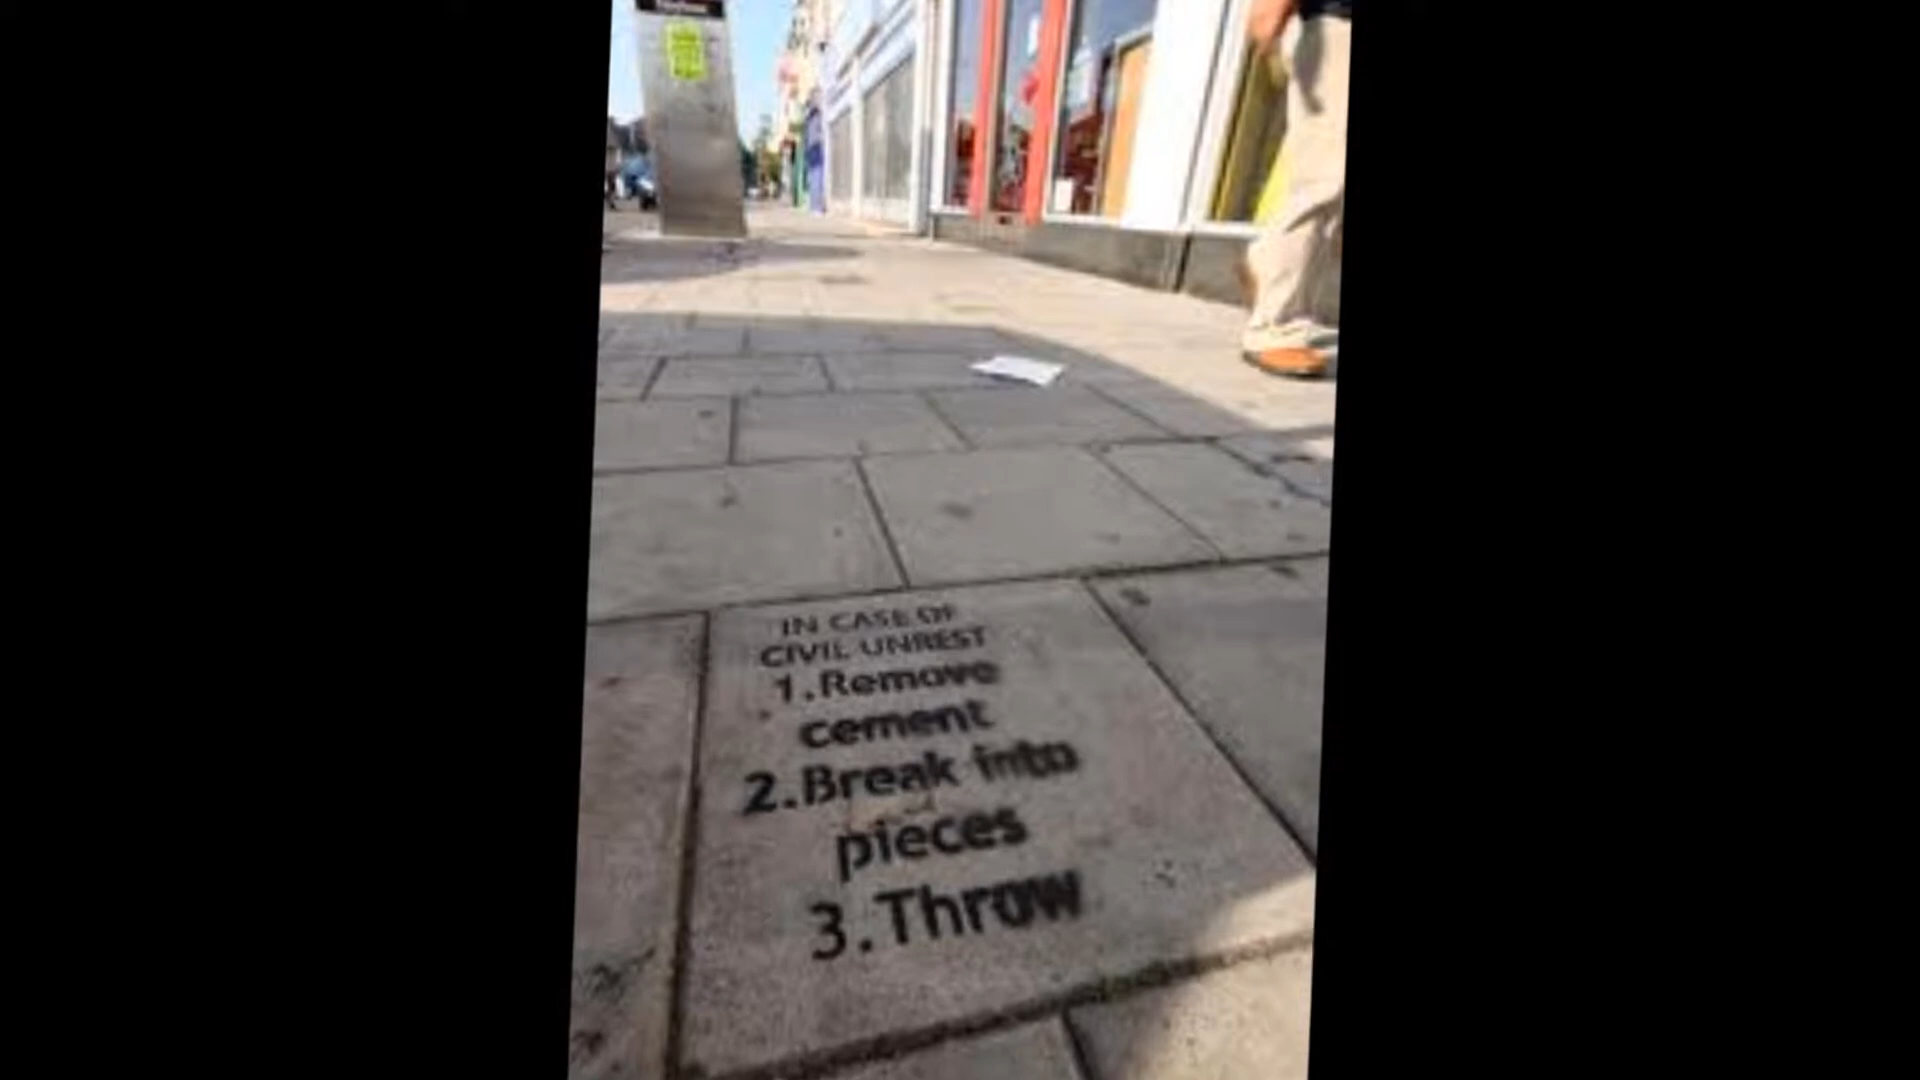 IN CASE OF
CIVIL UNREST
1.Remove
cement
2.Break into
pieces
3.Throw